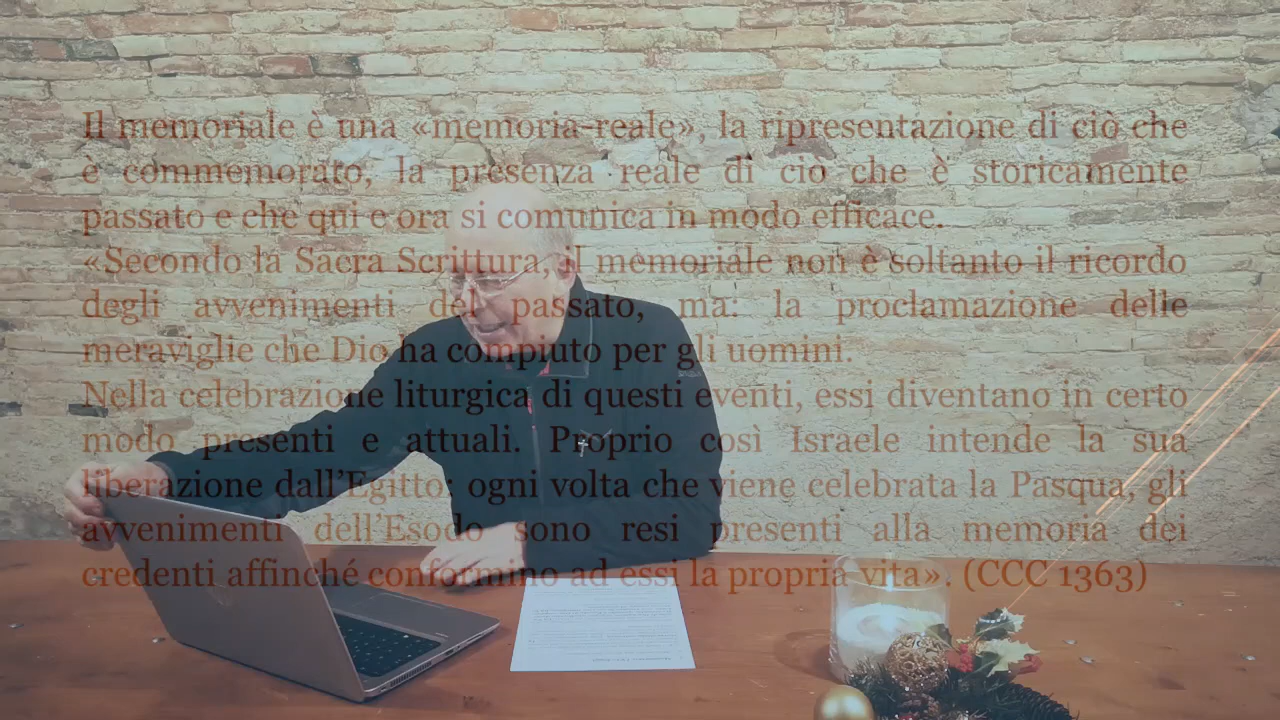 Il memoriale è una «memoria-reale», la ripresentazione di ciò che
è commemorato, la presenza reale di ciò che è storicamente
passato e che qui e ora si comunica in modo efficace.
«Secondo la Sacra Scrittura, il memoriale non è soltanto il ricordo
degli avvenimenti del passato, ma: la proclamazione delle
meraviglie che Dio ha compiuto per gli uomini.
Nella celebrazione liturgica di questi eventi, essi diventano in certo
modo presenti e attuali. Proprio così Israele intende la sua
liberazione dall'Egitto: ogni volta che viene celebrata la Pasqua, gli
avvenimenti dell'Esodo sono resi presenti alla memoria dei
credenti affinché conformino ad essi la propria vita». (CCC 1363)